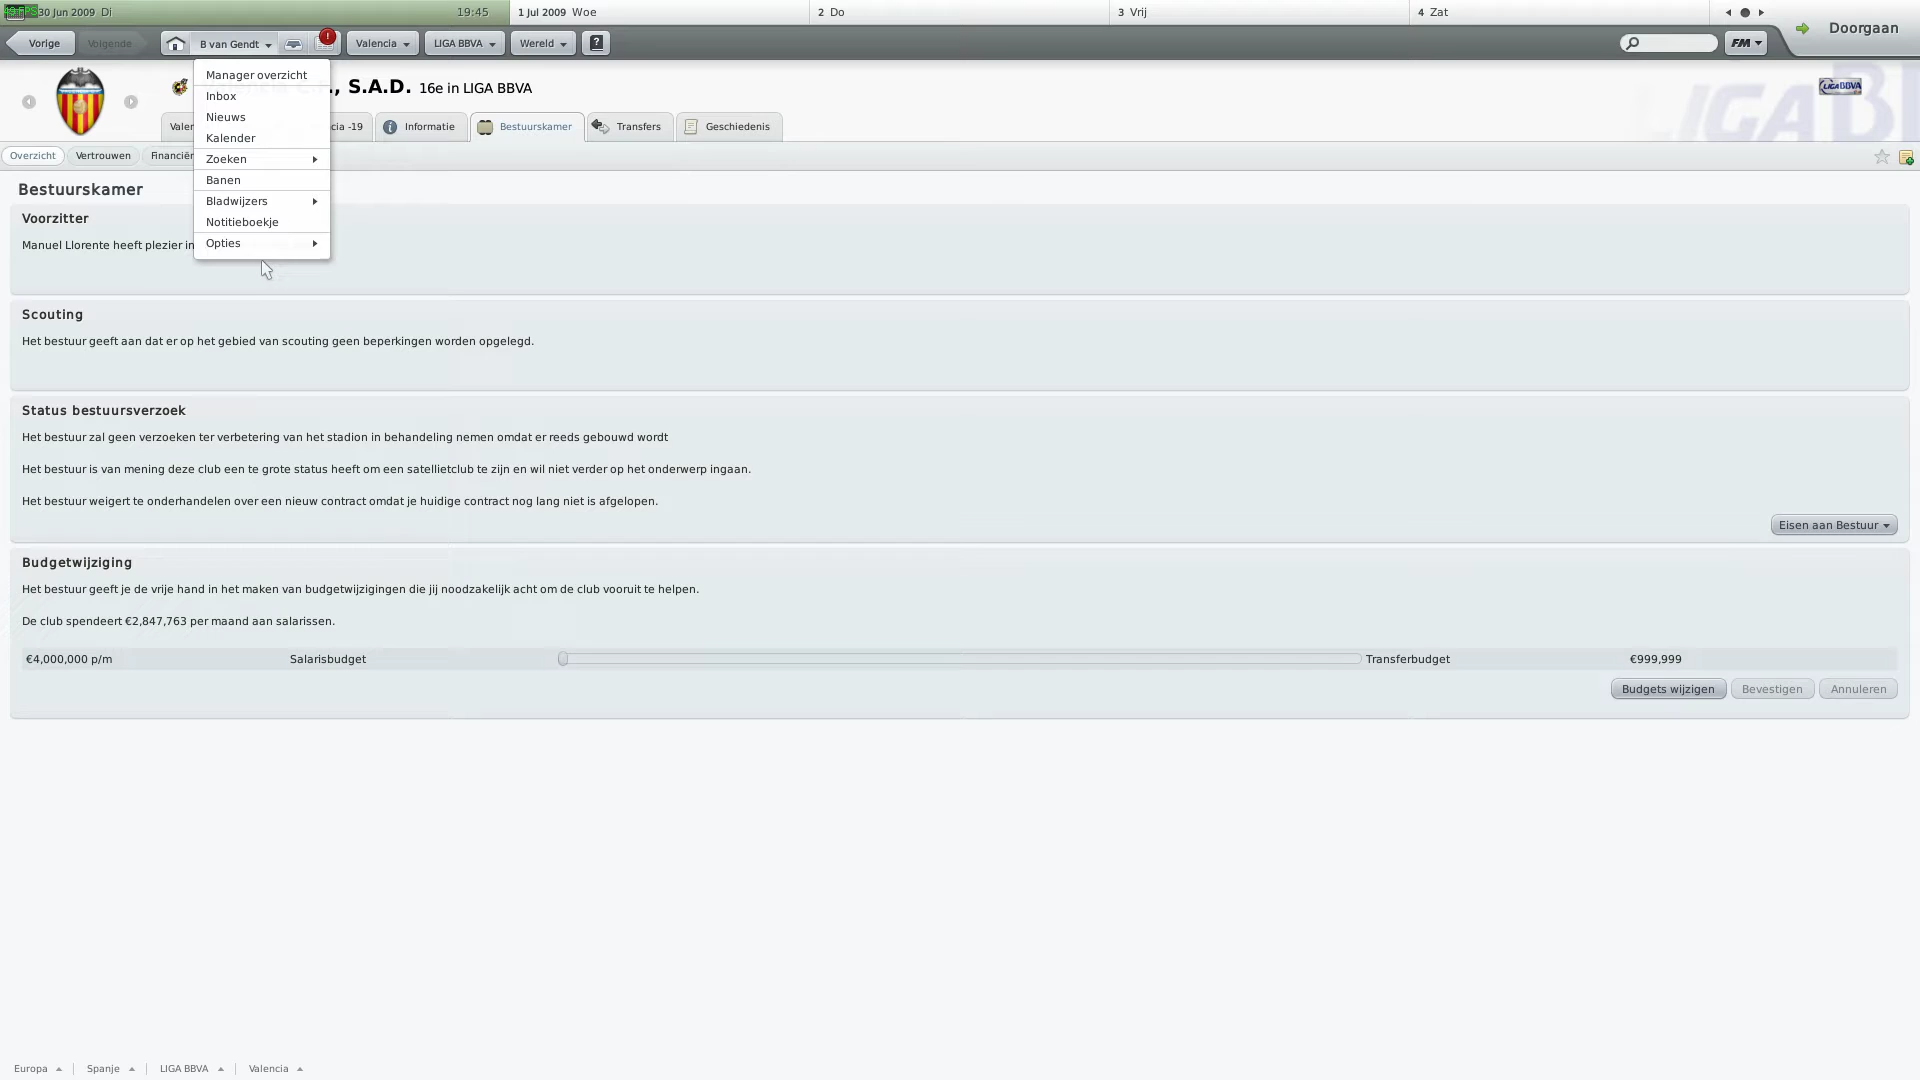 49 FPS 30 Jun 2009 Di 19:45 1 Jul 2009 Woe 2 Do 3 Vrij 4 Zat
Vorige Volgende B van Gendt ! Valencia LIGA BBVA Wereld ? FM Doorgaan
, S.A.D. 16e in LIGA BBVA LIGA BBVA
Valen cia -19 Informatie Bestuurskamer Transfers Geschiedenis
Overzicht Vertrouwen Financiën
Manager overzicht
Inbox
Nieuws
Kalender
Zoeken
Banen
Bladwijzers
Notitieboekje
Opties
Bestuurskamer
Voorzitter
Manuel Llorente heeft plezier in
Scouting
Het bestuur geeft aan dat er op het gebied van scouting geen beperkingen worden opgelegd.
Status bestuursverzoek
Het bestuur zal geen verzoeken ter verbetering van het stadion in behandeling nemen omdat er reeds gebouwd wordt
Het bestuur is van mening deze club een te grote status heeft om een satellietclub te zijn en wil niet verder op het onderwerp ingaan.
Het bestuur weigert te onderhandelen over een nieuw contract omdat je huidige contract nog lang niet is afgelopen.
Eisen aan Bestuur
Budgetwijziging
Het bestuur geeft je de vrije hand in het maken van budgetwijzigingen die jij noodzakelijk acht om de club vooruit te helpen.
De club spendeert €2,847,763 per maand aan salarissen.
€4,000,000 p/m Salarisbudget Transferbudget €999,999
Budgets wijzigen Bevestigen Annuleren
Europa Spanje LIGA BBVA Valencia